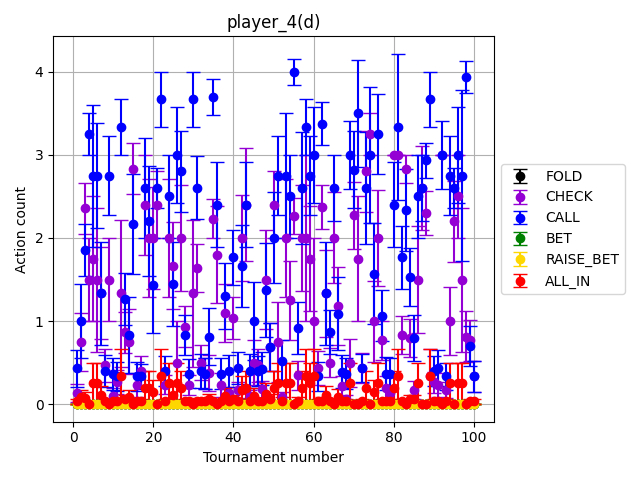 player_4(d)
Action count
4
3
2
1
0
0
20
40
60
80
100
Tournament number
FOLD
CHECK
CALL
BET
RAISE_BET
ALL_IN